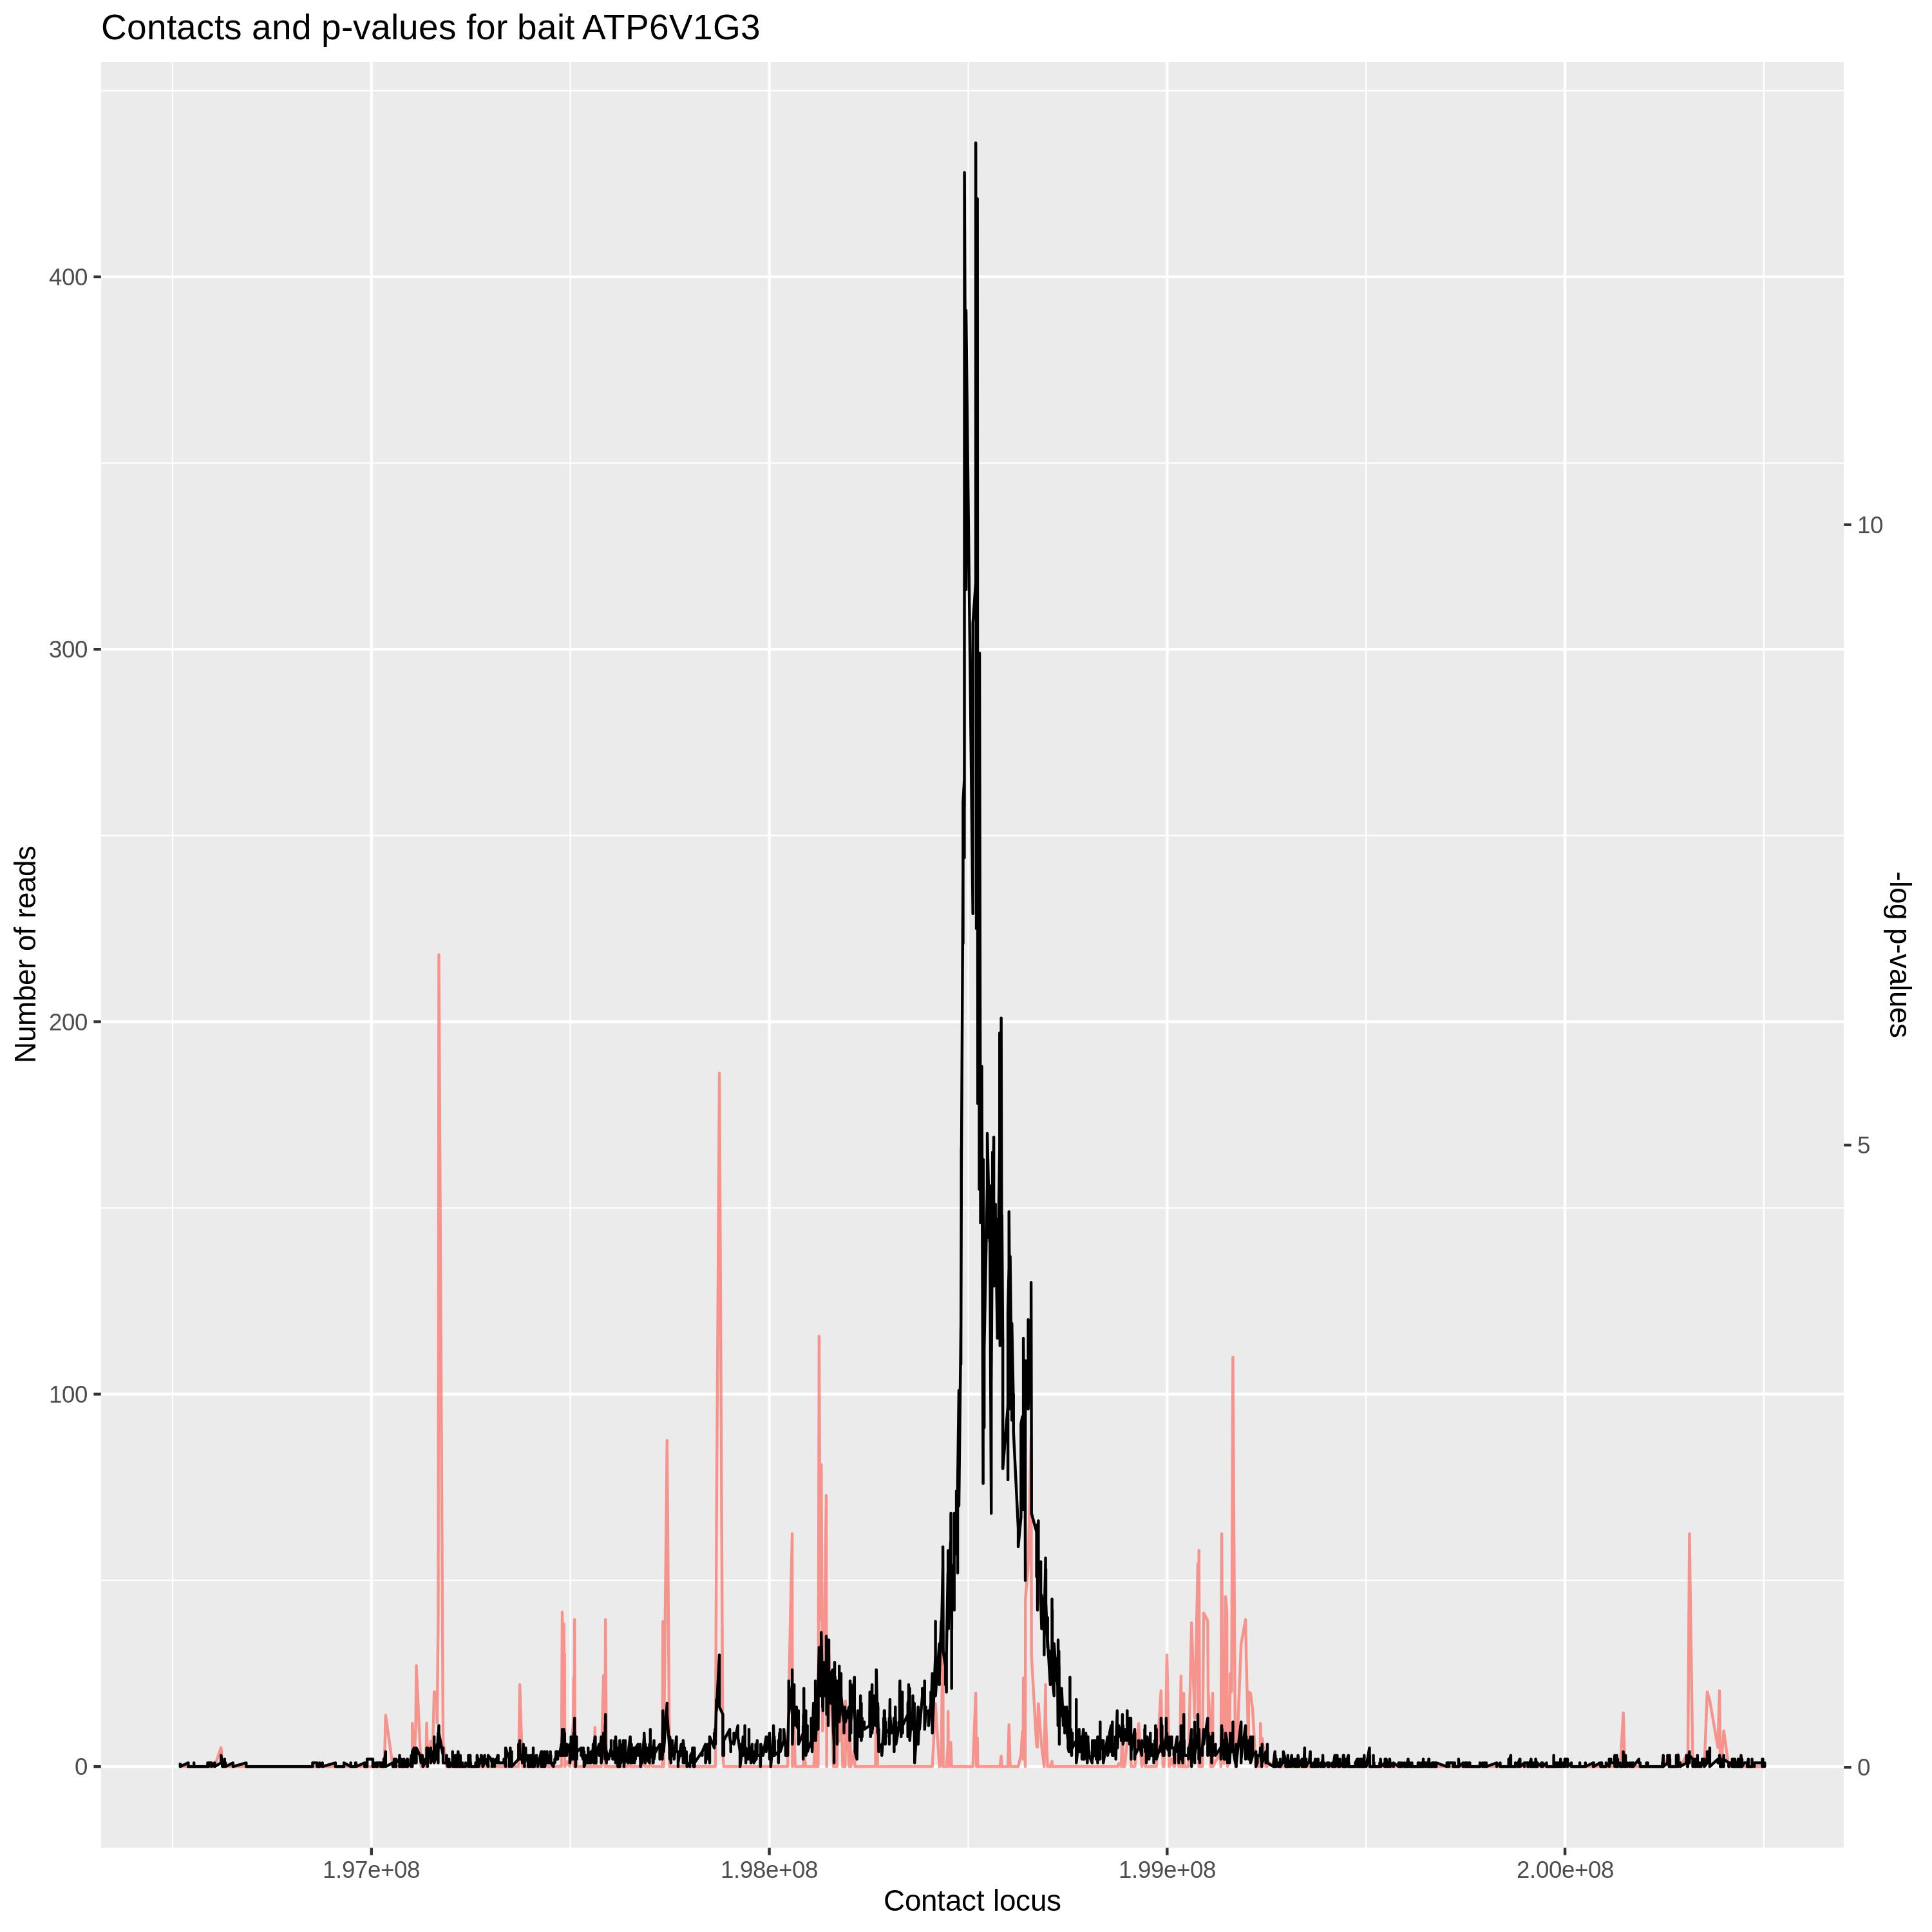 Contacts and p-values for bait ATP6V1G3
Number of reads
400
300
200
100
0
10
5
0
-log p-values
1.97e+08
1.98e+08
1.99e+08
2.00e+08
Contact locus